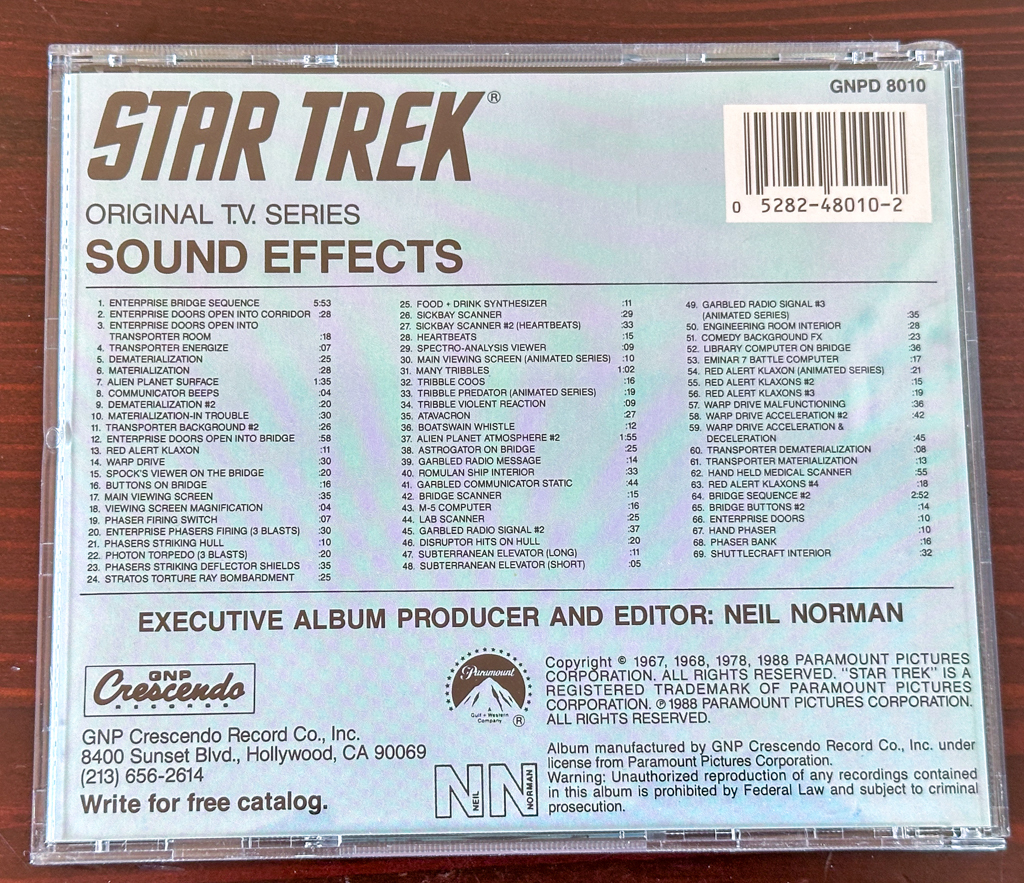 GNPD 8010
STAR TREK®
0 5282-48010-2
ORIGINAL T.V. SERIES
SOUND EFFECTS
1. ENTERPRISE BRIDGE SEQUENCE 5:53
2. ENTERPRISE DOORS OPEN INTO CORRIDOR :28
3. ENTERPRISE DOORS OPEN INTO
TRANSPORTER ROOM :18
4. TRANSPORTER ENERGIZE :07
5. DEMATERIALIZATION :25
6. MATERIALIZATION :28
7. ALIEN PLANET SURFACE 1:35
8. COMMUNICATOR BEEPS :04
9. DEMATERIALIZATION #2 :20
10. MATERIALIZATION-IN TROUBLE :30
11. TRANSPORTER BACKGROUND #2 :26
12. ENTERPRISE DOORS OPEN INTO BRIDGE :58
13. RED ALERT KLAXON :11
14. WARP DRIVE :30
15. SPOCK'S VIEWER ON THE BRIDGE :20
16. BUTTONS ON BRIDGE :16
17. MAIN VIEWING SCREEN :35
18. VIEWING SCREEN MAGNIFICATION :04
19. PHASER FIRING SWITCH :07
20. ENTERPRISE PHASERS FIRING (3 BLASTS) :30
21. PHASERS STRIKING HULL :10
22. PHOTON TORPEDO (3 BLASTS) :20
23. PHASERS STRIKING DEFLECTOR SHIELDS :35
24. STRATOS TORTURE RAY BOMBARDMENT :25
25. FOOD + DRINK SYNTHESIZER :11
26. SICKBAY SCANNER :29
27. SICKBAY SCANNER #2 (HEARTBEATS) :33
28. HEARTBEATS :15
29. SPECTRO-ANALYSIS VIEWER :09
30. MAIN VIEWING SCREEN (ANIMATED SERIES) :10
31. MANY TRIBBLES 1:02
32. TRIBBLE COOS :16
33. TRIBBLE PREDATOR (ANIMATED SERIES) :19
34. TRIBBLE VIOLENT REACTION :09
35. ATAVACRON :27
36. BOATSWAIN WHISTLE :12
37. ALIEN PLANET ATMOSPHERE #2 1:55
38. ASTROGATOR ON BRIDGE :25
39. GARBLED RADIO MESSAGE :14
40. ROMULAN SHIP INTERIOR :33
41. GARBLED COMMUNICATOR STATIC :44
42. BRIDGE SCANNER :15
43. M-5 COMPUTER :16
44. LAB SCANNER :25
45. GARBLED RADIO SIGNAL #2 :37
46. DISRUPTOR HITS ON HULL :20
47. SUBTERRANEAN ELEVATOR (LONG) :11
48. SUBTERRANEAN ELEVATOR (SHORT) :05
49. GARBLED RADIO SIGNAL #3
(ANIMATED SERIES) :35
50. ENGINEERING ROOM INTERIOR :28
51. COMEDY BACKGROUND FX :23
52. LIBRARY COMPUTER ON BRIDGE :36
53. EMINAR 7 BATTLE COMPUTER :17
54. RED ALERT KLAXON (ANIMATED SERIES) :21
55. RED ALERT KLAXONS #2 :15
56. RED ALERT KLAXONS #3 :19
57. WARP DRIVE MALFUNCTIONING :36
58. WARP DRIVE ACCELERATION #2 :42
59. WARP DRIVE ACCELERATION &
DECELERATION :45
60. TRANSPORTER DEMATERIALIZATION :08
61. TRANSPORTER MATERIALIZATION :13
62. HAND HELD MEDICAL SCANNER :55
63. RED ALERT KLAXONS #4 :18
64. BRIDGE SEQUENCE #2 2:52
65. BRIDGE BUTTONS #2 :14
66. ENTERPRISE DOORS :10
67. HAND PHASER :10
68. PHASER BANK :16
69. SHUTTLECRAFT INTERIOR :32
EXECUTIVE ALBUM PRODUCER AND EDITOR: NEIL NORMAN
GNP
Crescendo
RECORDS
GNP Crescendo Record Co., Inc.
8400 Sunset Blvd., Hollywood, CA 90069
(213) 656-2614
Write for free catalog.
Paramount
A
Gulf + Western
Company
®
NN
NEIL
NORMAN
Copyright © 1967, 1968, 1978, 1988 PARAMOUNT PICTURES
CORPORATION. ALL RIGHTS RESERVED. "STAR TREK" IS A
REGISTERED TRADEMARK OF PARAMOUNT PICTURES
CORPORATION. ℗1988 PARAMOUNT PICTURES CORPORATION.
ALL RIGHTS RESERVED.
Album manufactured by GNP Crescendo Record Co., Inc. under
license from Paramount Pictures Corporation.
Warning: Unauthorized reproduction of any recordings contained
in this album is prohibited by Federal Law and subject to criminal
prosecution.